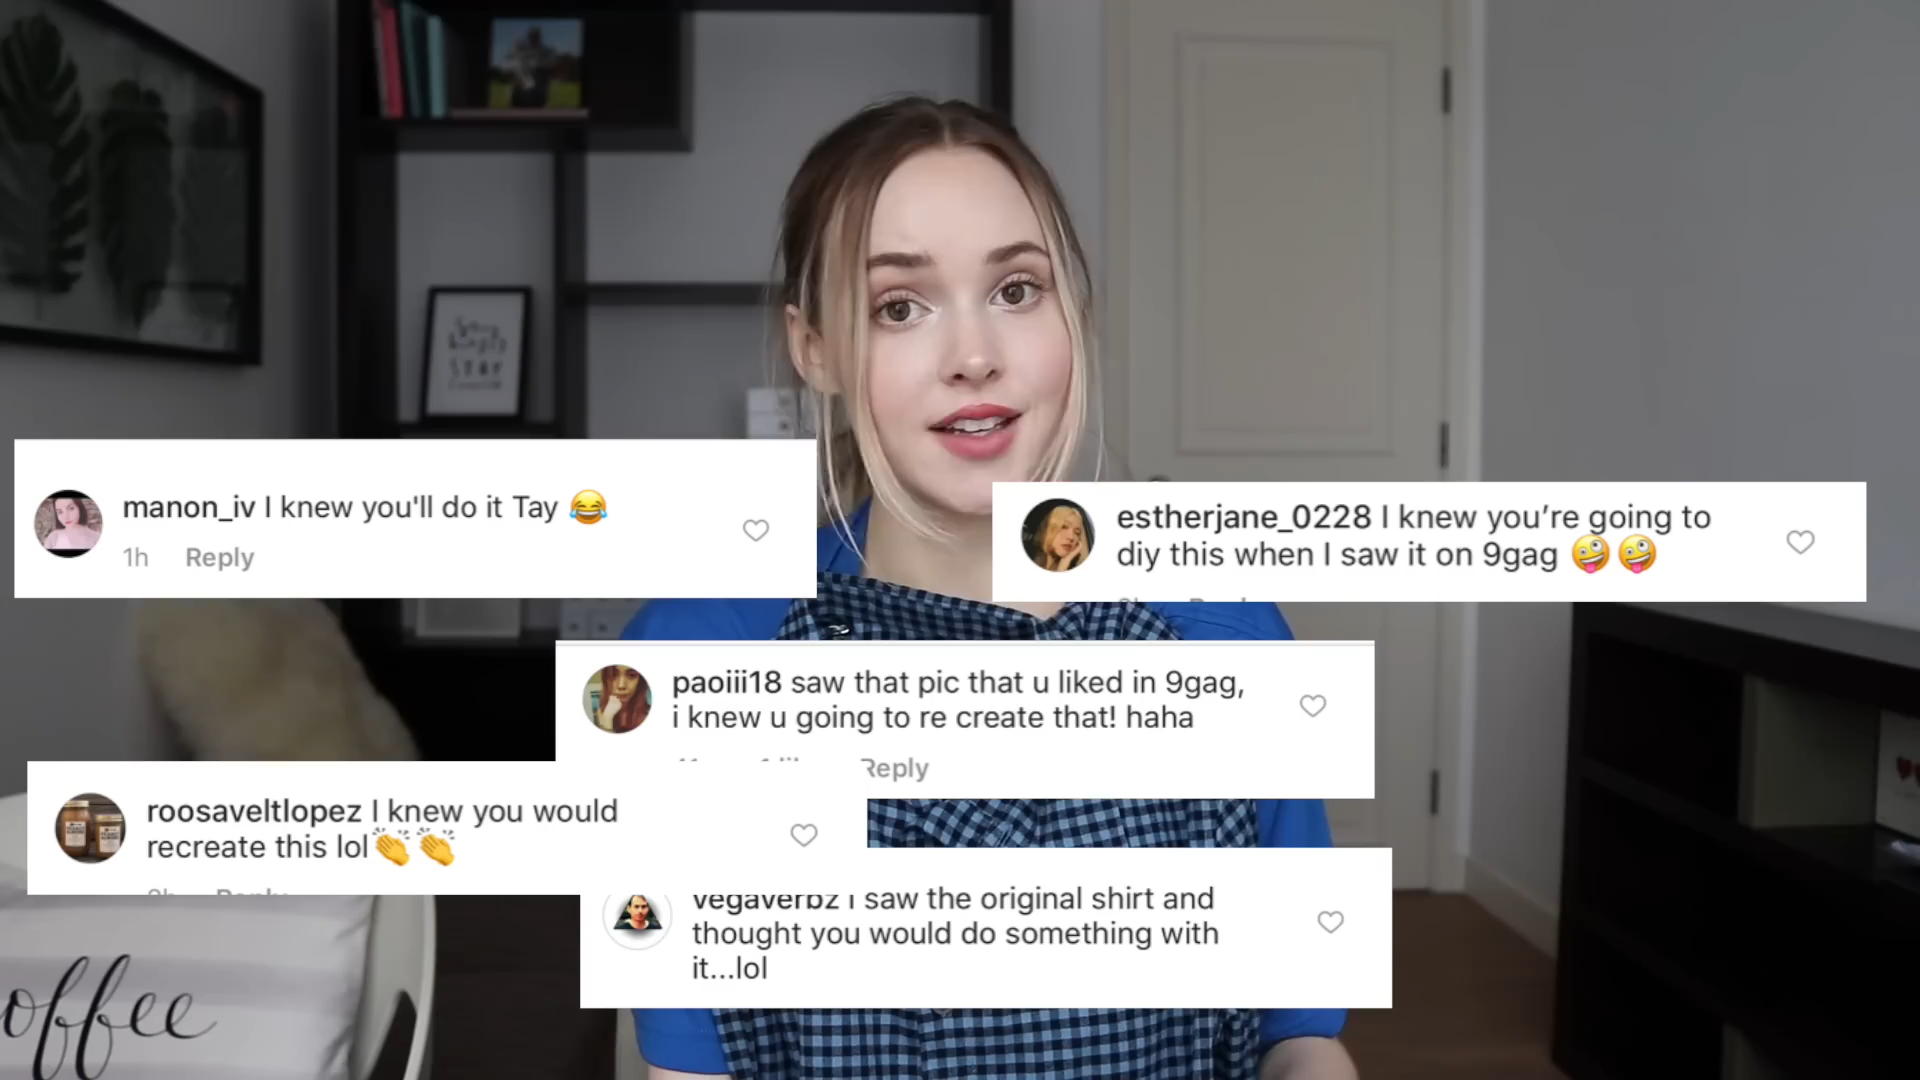 manon_iv I knew you'll do it Tay 😂
1h Reply
estherjane_0228 I knew you’re going to
diy this when I saw it on 9gag 🤪🤪
paoiii18 saw that pic that u liked in 9gag,
i knew u going to re create that! haha
Reply
roosaveltlopez I knew you would
recreate this lol👏👏
Reply
vegaverbz I saw the original shirt and
thought you would do something with
it...lol
offee